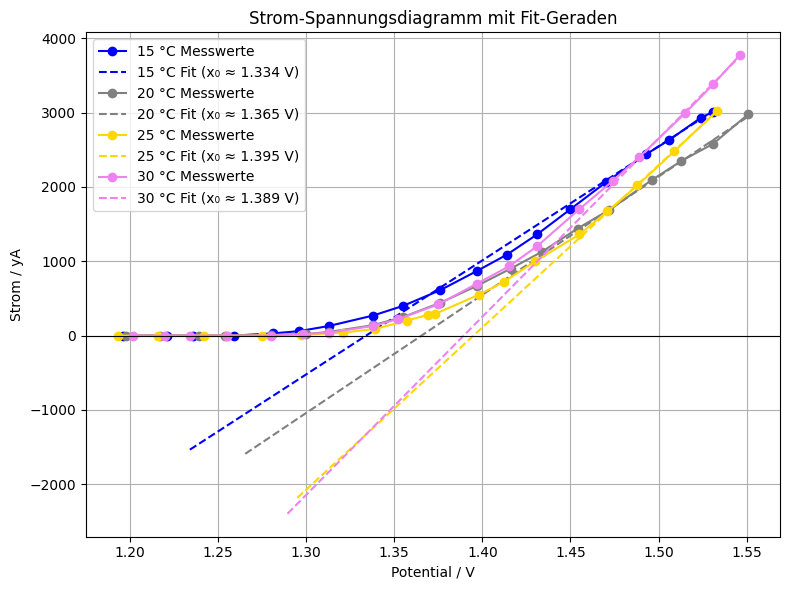 Strom-Spannungsdiagramm mit Fit-Geraden
15 °C Messwerte
15 °C Fit (x₀ ≈ 1.334 V)
20 °C Messwerte
20 °C Fit (x₀ ≈ 1.365 V)
25 °C Messwerte
25 °C Fit (x₀ ≈ 1.395 V)
30 °C Messwerte
30 °C Fit (x₀ ≈ 1.389 V)
Strom / yA
4000
3000
2000
1000
0
−1000
−2000
1.20 1.25 1.30 1.35 1.40 1.45 1.50 1.55
Potential / V